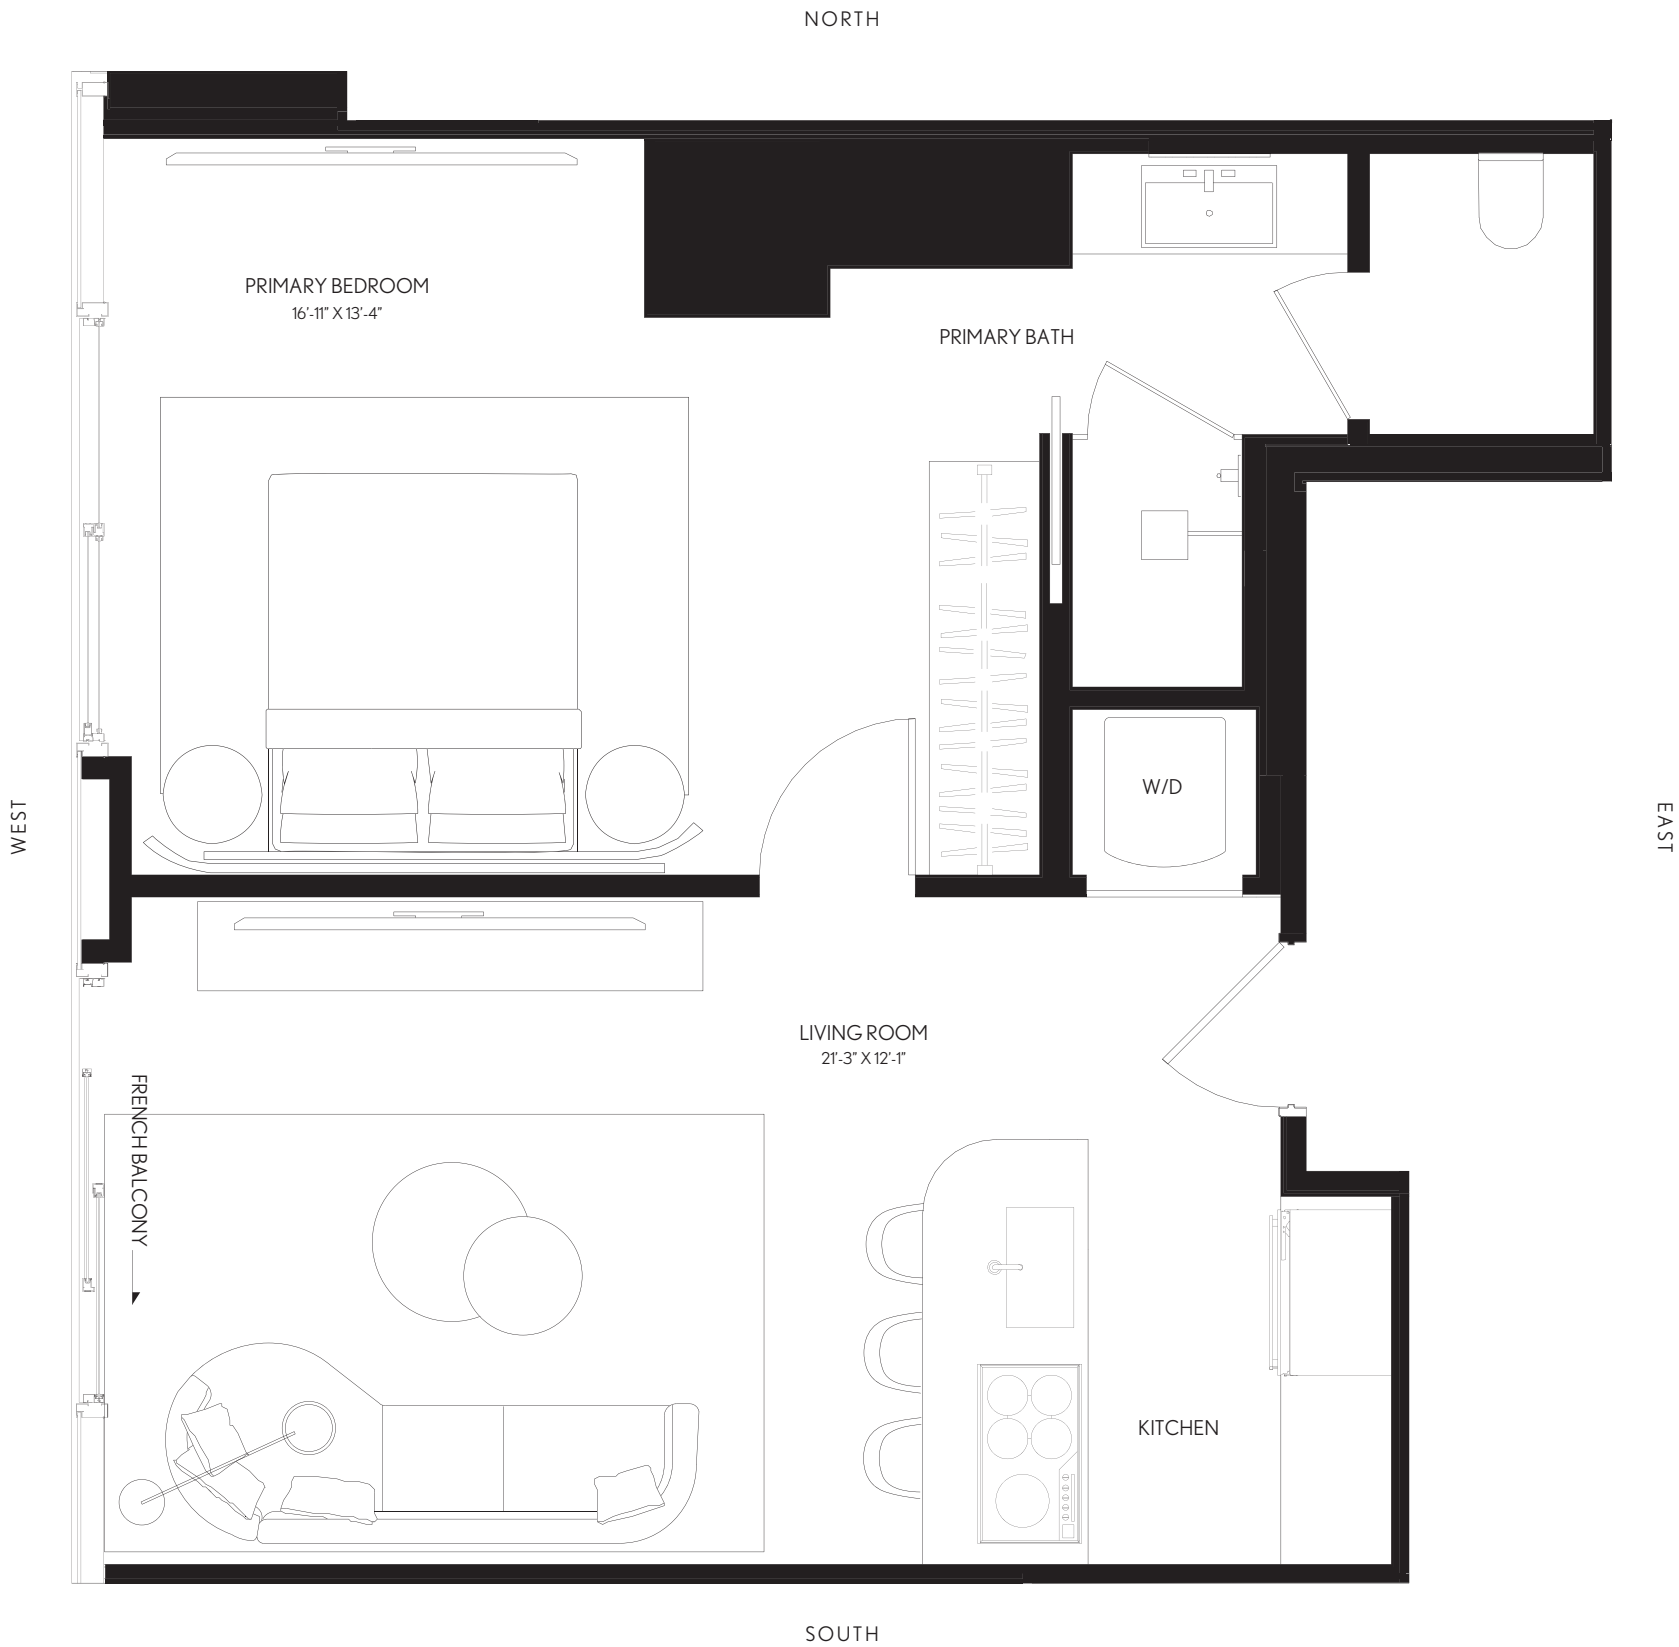 NORTH
PRIMARY BEDROOM
16'-11" X 13'-4"
PRIMARY BATH
WEST
W/D
EAST
LIVING ROOM
21'-3" X 12'-1"
FRENCH BALCONY
KITCHEN
SOUTH